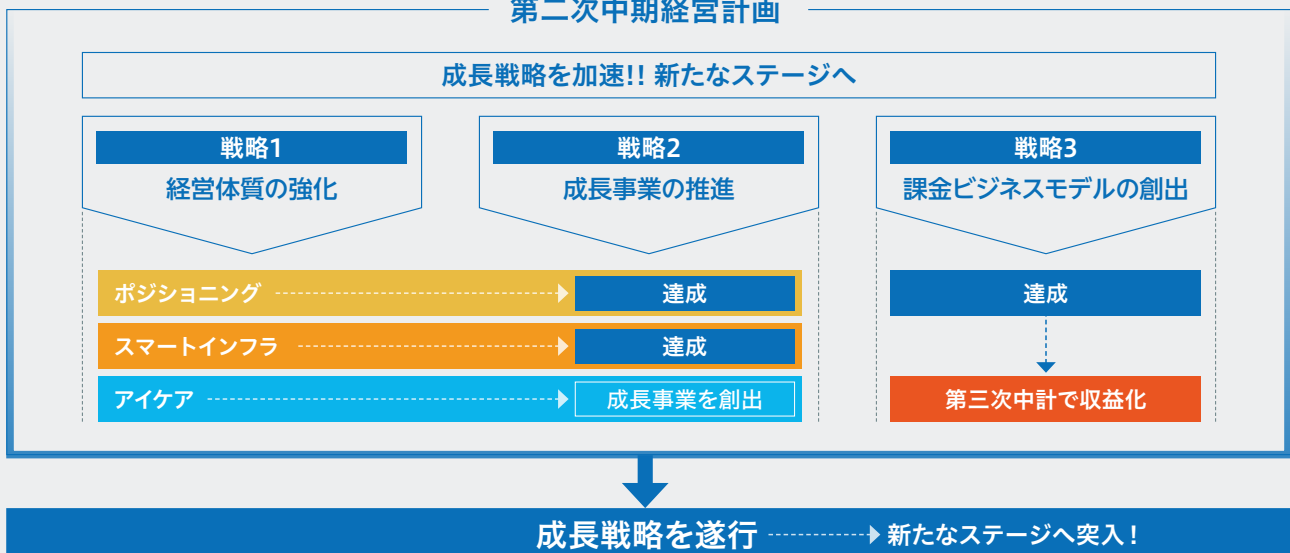 第二次中期経営計画
成長戦略を加速!! 新たなステージへ
戦略1
経営体質の強化
戦略2
成長事業の推進
戦略3
課金ビジネスモデルの創出
ポジショニング
達成
スマートインフラ
達成
アイケア
成長事業を創出
達成
第三次中計で収益化
成長戦略を遂行
新たなステージへ突入!